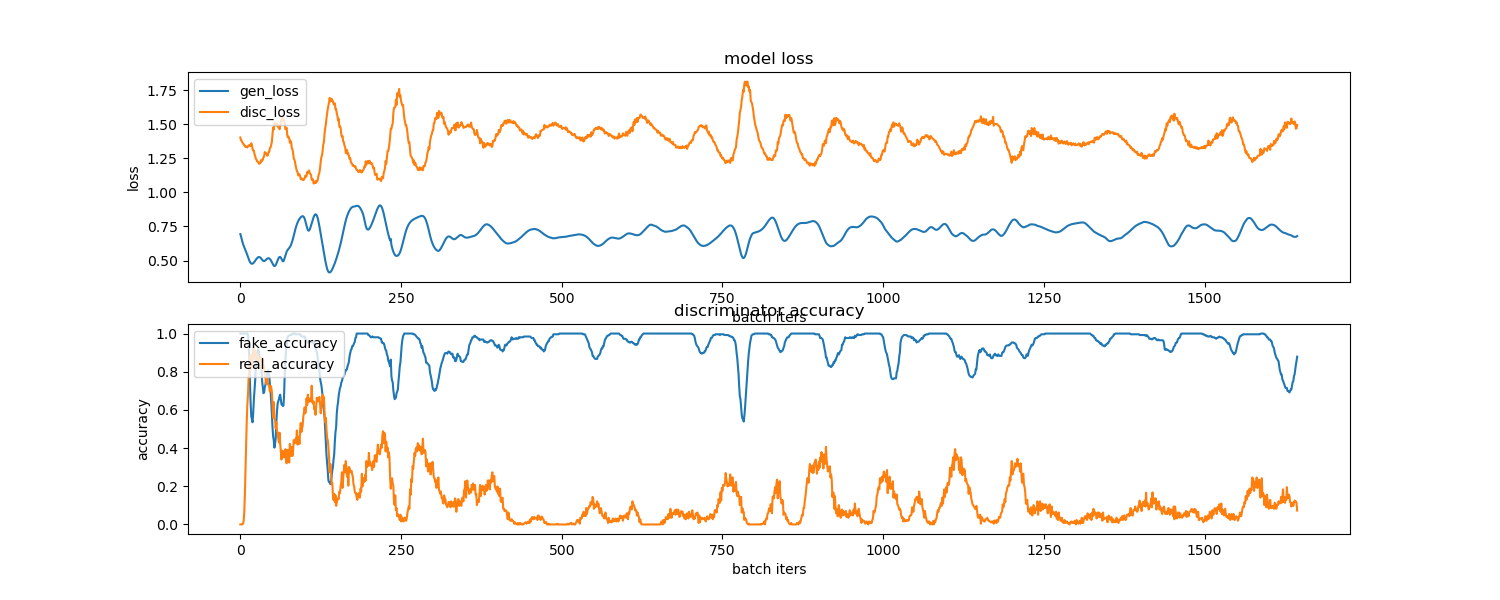 model loss
gen_loss
disc_loss
loss
1.75
1.50
1.25
1.00
0.75
0.50
0 250 500 750 1000 1250 1500
batch iters
discriminator accuracy
fake_accuracy
real_accuracy
accuracy
1.0
0.8
0.6
0.4
0.2
0.0
0 250 500 750 1000 1250 1500
batch iters